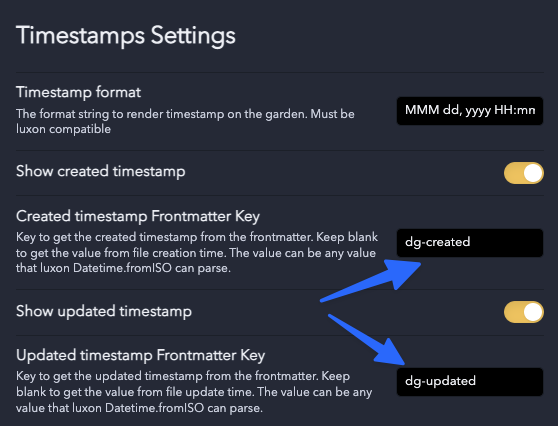 Timestamps Settings
Timestamp format
The format string to render timestamp on the garden. Must be
luxon compatible
MMM dd, yyyy HH:mm
Show created timestamp
Created timestamp Frontmatter Key
Key to get the created timestamp from the frontmatter. Keep blank
to get the value from file creation time. The value can be any value
that luxon Datetime.fromISO can parse.
dg-created
Show updated timestamp
Updated timestamp Frontmatter Key
Key to get the updated timestamp from the frontmatter. Keep
blank to get the value from file update time. The value can be any
value that luxon Datetime.fromISO can parse.
dg-updated